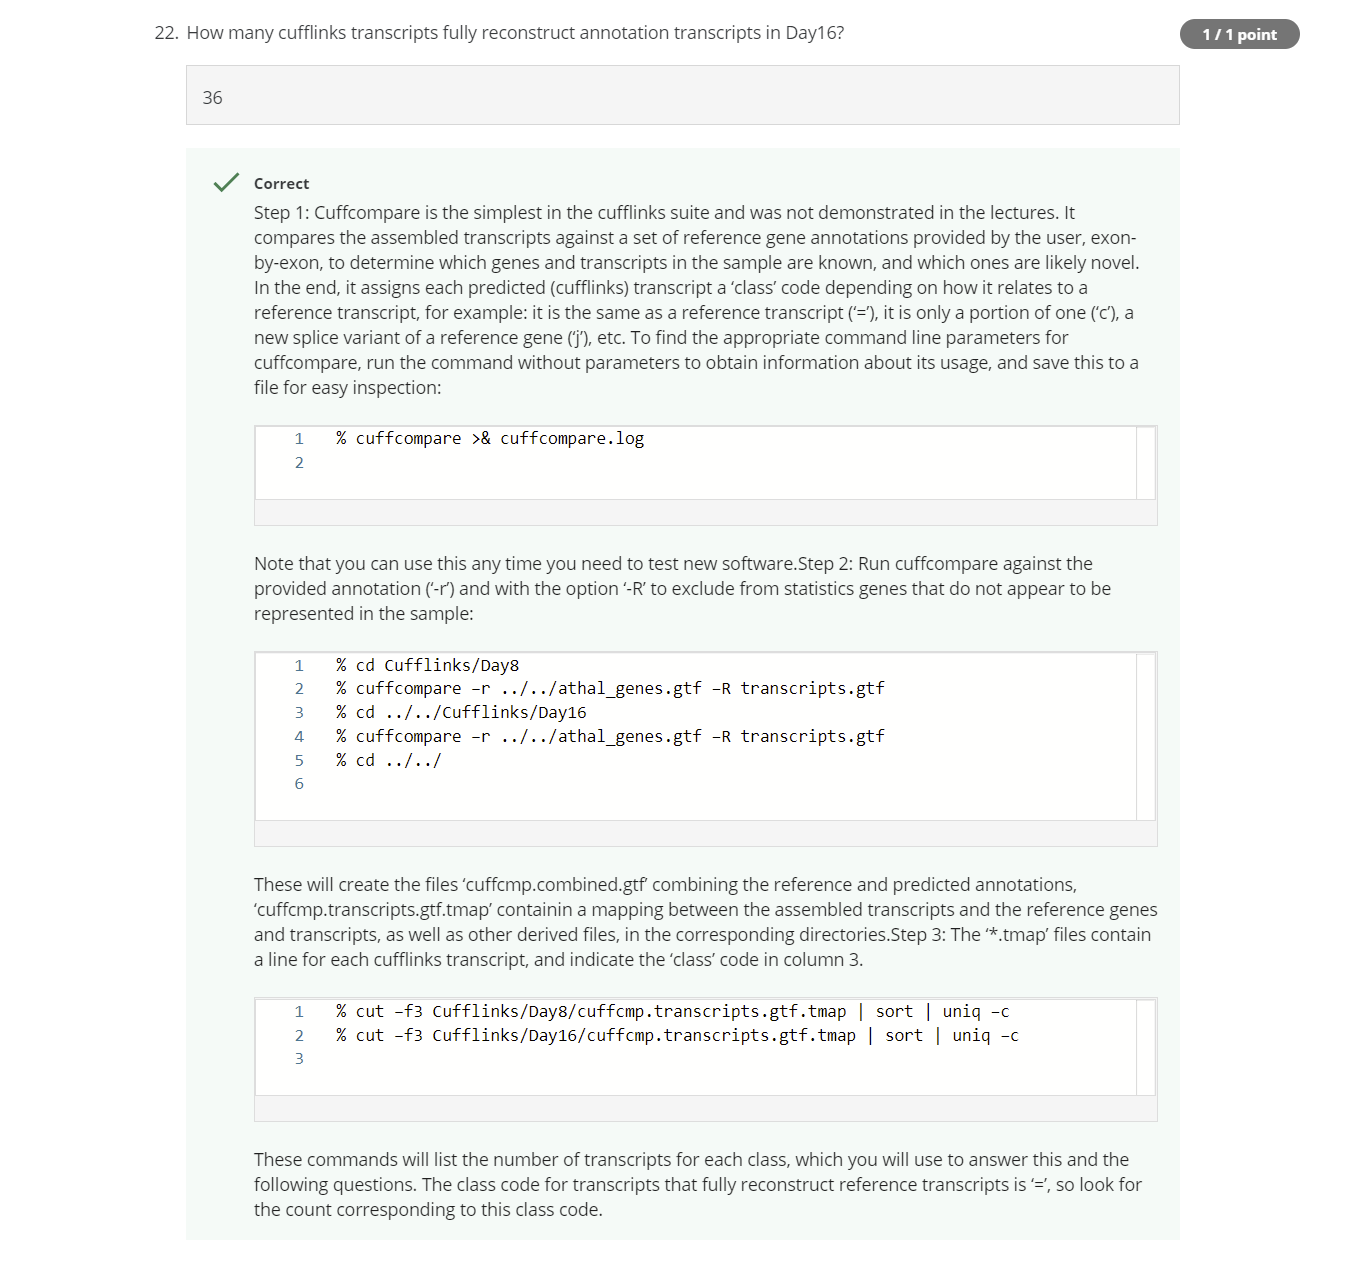 22. How many cufflinks transcripts fully reconstruct annotation transcripts in Day16?
1 / 1 point
36
Correct
Step 1: Cuffcompare is the simplest in the cufflinks suite and was not demonstrated in the lectures. It
compares the assembled transcripts against a set of reference gene annotations provided by the user, exon-
by-exon, to determine which genes and transcripts in the sample are known, and which ones are likely novel.
In the end, it assigns each predicted (cufflinks) transcript a ‘class’ code depending on how it relates to a
reference transcript, for example: it is the same as a reference transcript (‘=’), it is only a portion of one (‘c’), a
new splice variant of a reference gene (‘j’), etc. To find the appropriate command line parameters for
cuffcompare, run the command without parameters to obtain information about its usage, and save this to a
file for easy inspection:
1 % cuffcompare >& cuffcompare.log
2
Note that you can use this any time you need to test new software.Step 2: Run cuffcompare against the
provided annotation (‘-r’) and with the option ‘-R’ to exclude from statistics genes that do not appear to be
represented in the sample:
1 % cd Cufflinks/Day8
2 % cuffcompare -r ../../athal_genes.gtf -R transcripts.gtf
3 % cd ../../Cufflinks/Day16
4 % cuffcompare -r ../../athal_genes.gtf -R transcripts.gtf
5 % cd ../../
6
These will create the files ‘cuffcmp.combined.gtf’ combining the reference and predicted annotations,
‘cuffcmp.transcripts.gtf.tmap’ containin a mapping between the assembled transcripts and the reference genes
and transcripts, as well as other derived files, in the corresponding directories.Step 3: The ‘*.tmap’ files contain
a line for each cufflinks transcript, and indicate the ‘class’ code in column 3.
1 % cut -f3 Cufflinks/Day8/cuffcmp.transcripts.gtf.tmap | sort | uniq -c
2 % cut -f3 Cufflinks/Day16/cuffcmp.transcripts.gtf.tmap | sort | uniq -c
3
These commands will list the number of transcripts for each class, which you will use to answer this and the
following questions. The class code for transcripts that fully reconstruct reference transcripts is ‘=’, so look for
the count corresponding to this class code.